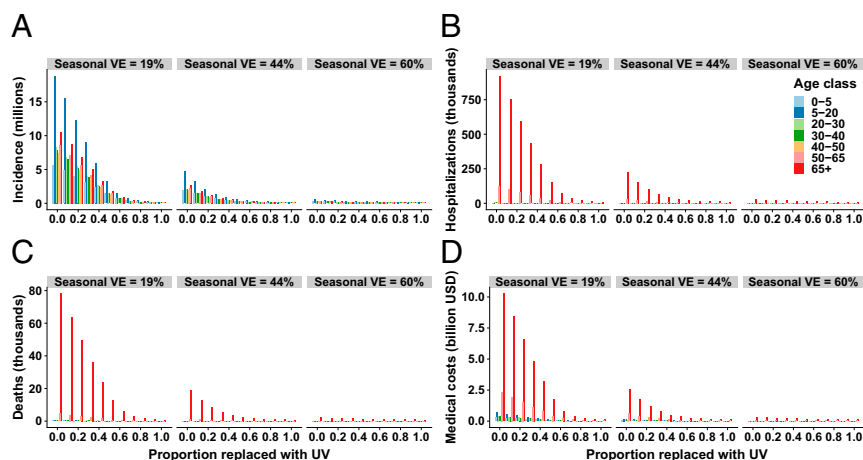 A
Seasonal VE = 19% Seasonal VE = 44% Seasonal VE = 60%
Incidence (millions)
15
10
5
0
0.0 0.2 0.4 0.6 0.8 1.0 0.0 0.2 0.4 0.6 0.8 1.0 0.0 0.2 0.4 0.6 0.8 1.0
B
Seasonal VE = 19% Seasonal VE = 44% Seasonal VE = 60%
Hospitalizations (thousands)
750
500
250
0
0.0 0.2 0.4 0.6 0.8 1.0 0.0 0.2 0.4 0.6 0.8 1.0 0.0 0.2 0.4 0.6 0.8 1.0
Age class
0–5
5–20
20–30
30–40
40–50
50–65
65+
C
Seasonal VE = 19% Seasonal VE = 44% Seasonal VE = 60%
Deaths (thousands)
80
60
40
20
0
0.0 0.2 0.4 0.6 0.8 1.0 0.0 0.2 0.4 0.6 0.8 1.0 0.0 0.2 0.4 0.6 0.8 1.0
Proportion replaced with UV
D
Seasonal VE = 19% Seasonal VE = 44% Seasonal VE = 60%
Medical costs (billion USD)
10.0
7.5
5.0
2.5
0.0
0.0 0.2 0.4 0.6 0.8 1.0 0.0 0.2 0.4 0.6 0.8 1.0 0.0 0.2 0.4 0.6 0.8 1.0
Proportion replaced with UV